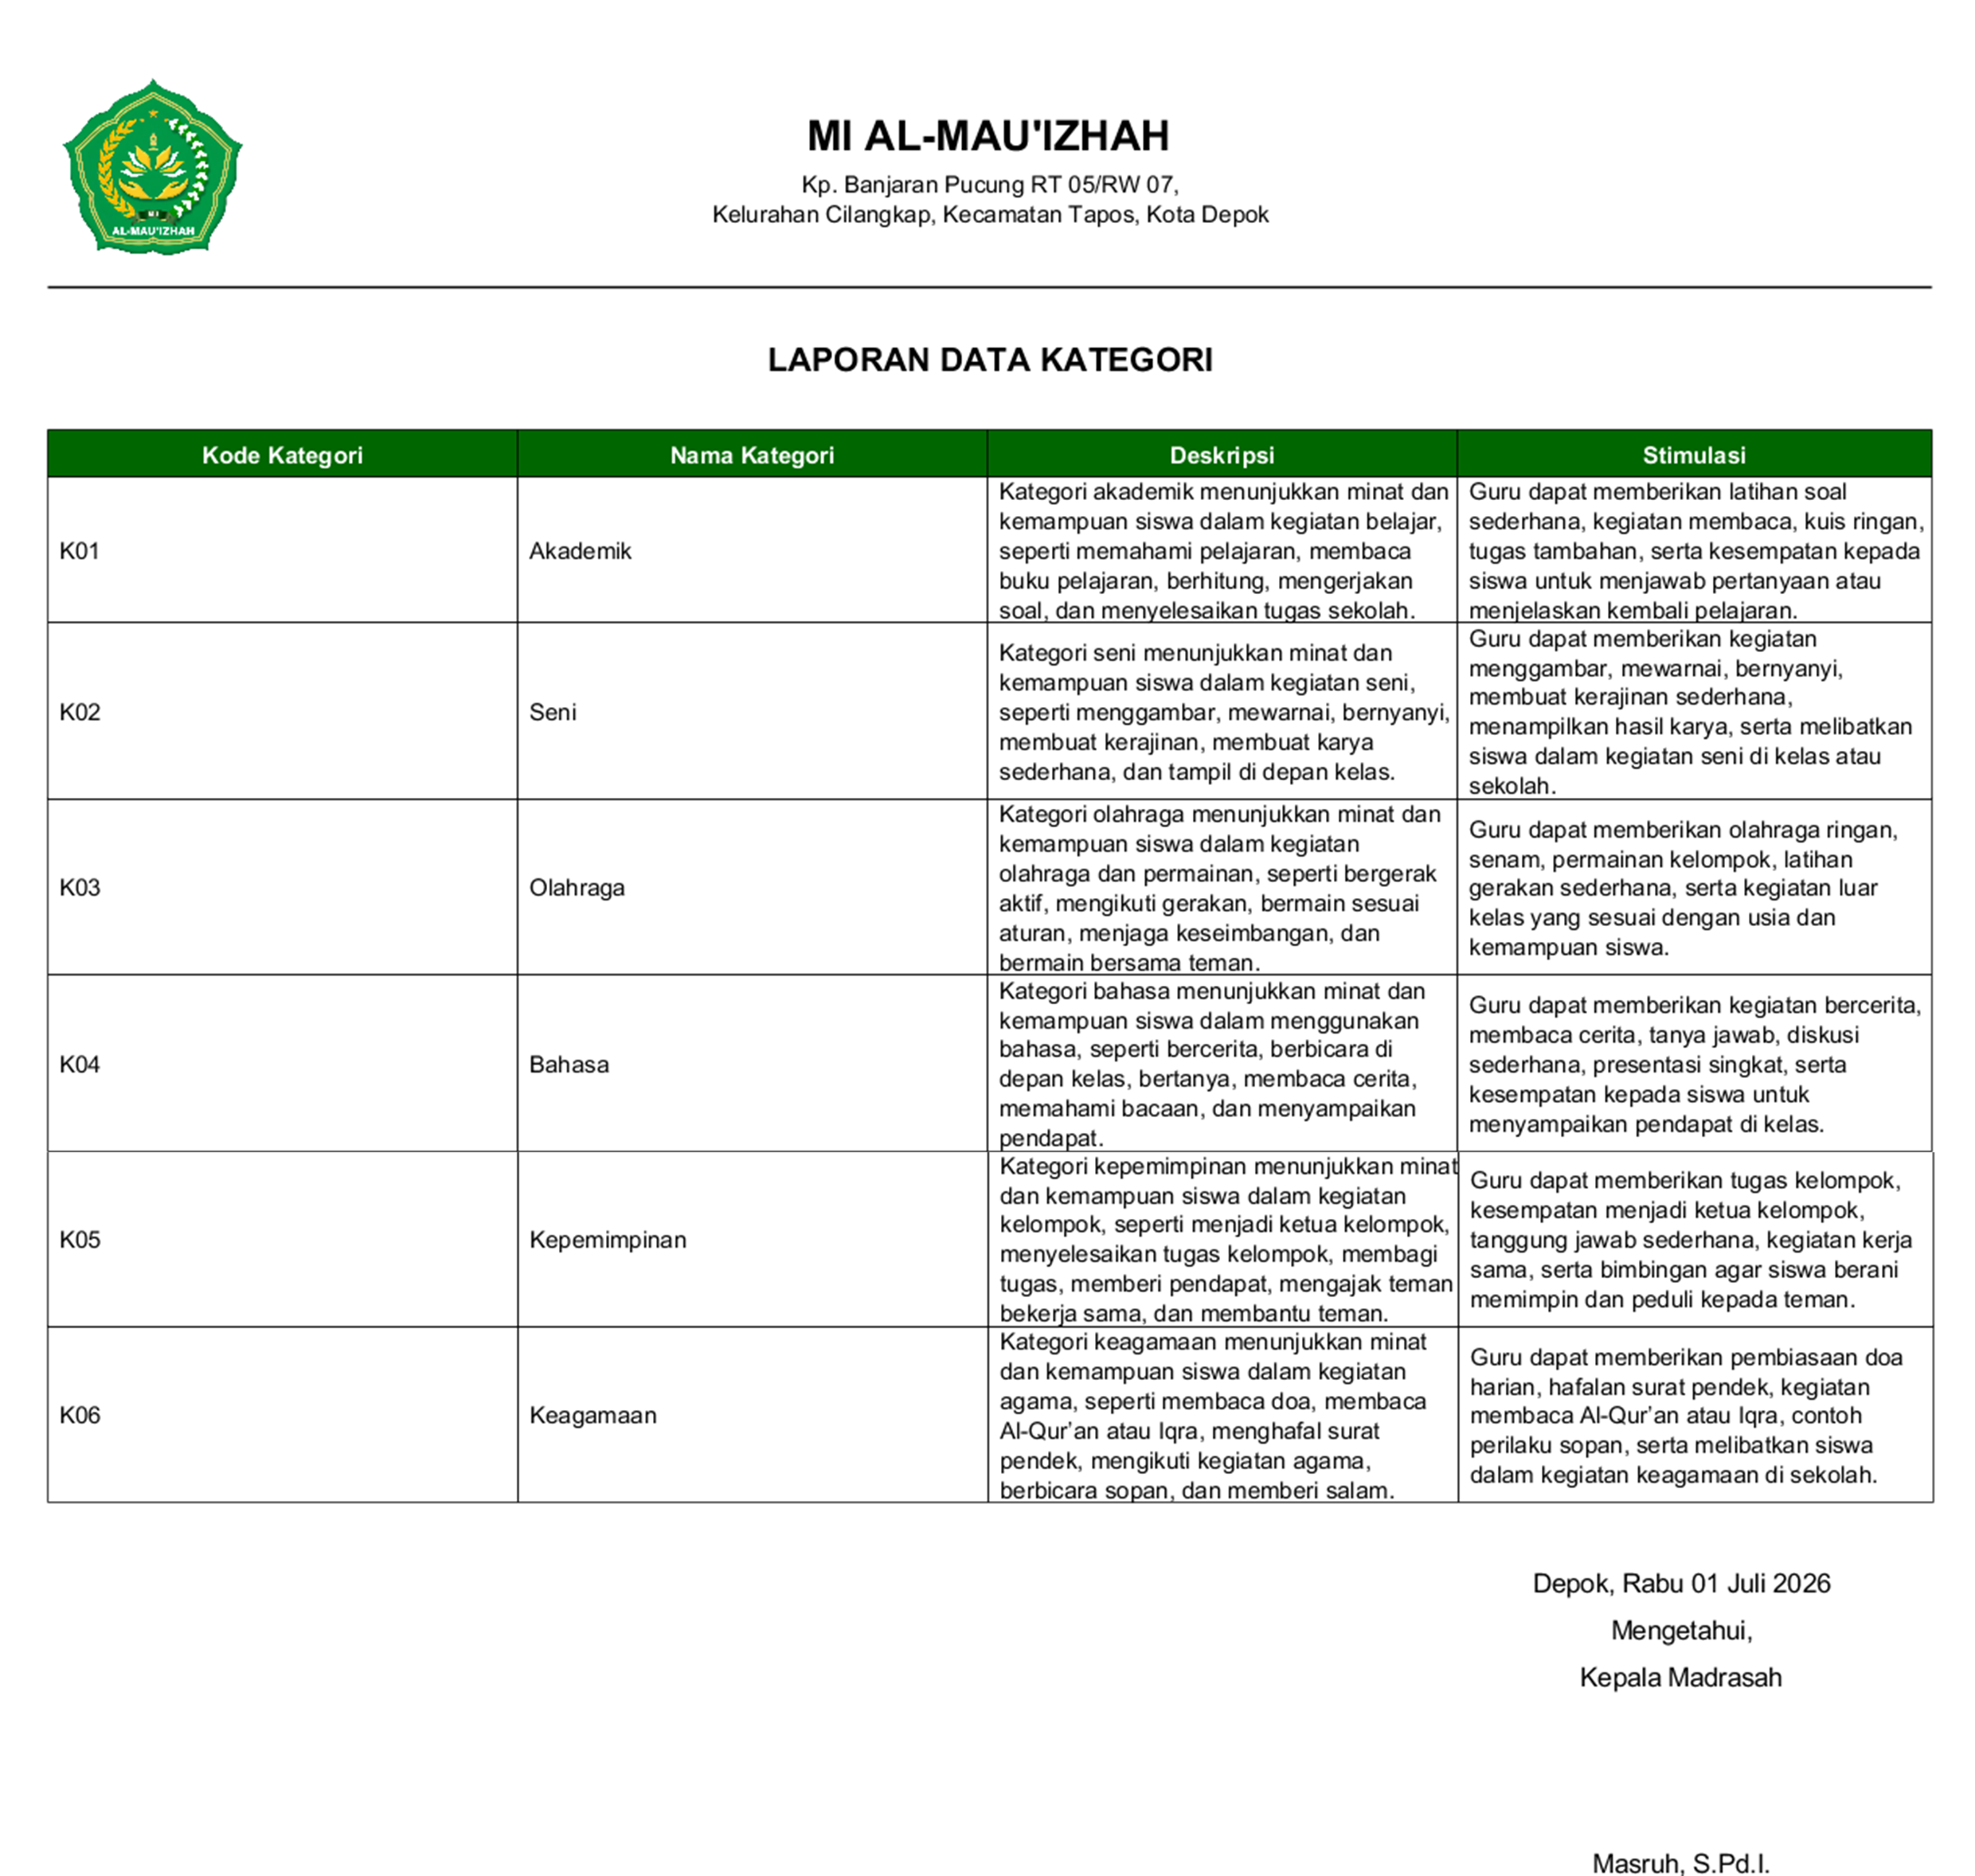 MI AL-MAU'IZHAH
Kp. Banjaran Pucung RT 05/RW 07,
Kelurahan Cilangkap, Kecamatan Tapos, Kota Depok
MI
AL-MAU'IZHAH
LAPORAN DATA KATEGORI
Kode Kategori
Nama Kategori
Deskripsi
Stimulasi
K01
Akademik
Kategori akademik menunjukkan minat dan
kemampuan siswa dalam kegiatan belajar,
seperti memahami pelajaran, membaca
buku pelajaran, berhitung, mengerjakan
soal, dan menyelesaikan tugas sekolah.
Guru dapat memberikan latihan soal
sederhana, kegiatan membaca, kuis ringan,
tugas tambahan, serta kesempatan kepada
siswa untuk menjawab pertanyaan atau
menjelaskan kembali pelajaran.
K02
Seni
Kategori seni menunjukkan minat dan
kemampuan siswa dalam kegiatan seni,
seperti menggambar, mewarnai, bernyanyi,
membuat kerajinan, membuat karya
sederhana, dan tampil di depan kelas.
Guru dapat memberikan kegiatan
menggambar, mewarnai, bernyanyi,
membuat kerajinan sederhana,
menampilkan hasil karya, serta melibatkan
siswa dalam kegiatan seni di kelas atau
sekolah.
K03
Olahraga
Kategori olahraga menunjukkan minat dan
kemampuan siswa dalam kegiatan
olahraga dan permainan, seperti bergerak
aktif, mengikuti gerakan, bermain sesuai
aturan, menjaga keseimbangan, dan
bermain bersama teman.
Guru dapat memberikan olahraga ringan,
senam, permainan kelompok, latihan
gerakan sederhana, serta kegiatan luar
kelas yang sesuai dengan usia dan
kemampuan siswa.
K04
Bahasa
Kategori bahasa menunjukkan minat dan
kemampuan siswa dalam menggunakan
bahasa, seperti bercerita, berbicara di
depan kelas, bertanya, membaca cerita,
memahami bacaan, dan menyampaikan
pendapat.
Guru dapat memberikan kegiatan bercerita,
membaca cerita, tanya jawab, diskusi
sederhana, presentasi singkat, serta
kesempatan kepada siswa untuk
menyampaikan pendapat di kelas.
K05
Kepemimpinan
Kategori kepemimpinan menunjukkan minat
dan kemampuan siswa dalam kegiatan
kelompok, seperti menjadi ketua kelompok,
menyelesaikan tugas kelompok, membagi
tugas, memberi pendapat, mengajak teman
bekerja sama, dan membantu teman.
Guru dapat memberikan tugas kelompok,
kesempatan menjadi ketua kelompok,
tanggung jawab sederhana, kegiatan kerja
sama, serta bimbingan agar siswa berani
memimpin dan peduli kepada teman.
K06
Keagamaan
Kategori keagamaan menunjukkan minat
dan kemampuan siswa dalam kegiatan
agama, seperti membaca doa, membaca
Al-Qur’an atau Iqra, menghafal surat
pendek, mengikuti kegiatan agama,
berbicara sopan, dan memberi salam.
Guru dapat memberikan pembiasaan doa
harian, hafalan surat pendek, kegiatan
membaca Al-Qur’an atau Iqra, contoh
perilaku sopan, serta melibatkan siswa
dalam kegiatan keagamaan di sekolah.
Depok, Rabu 01 Juli 2026
Mengetahui,
Kepala Madrasah
Masruh, S.Pd.I.